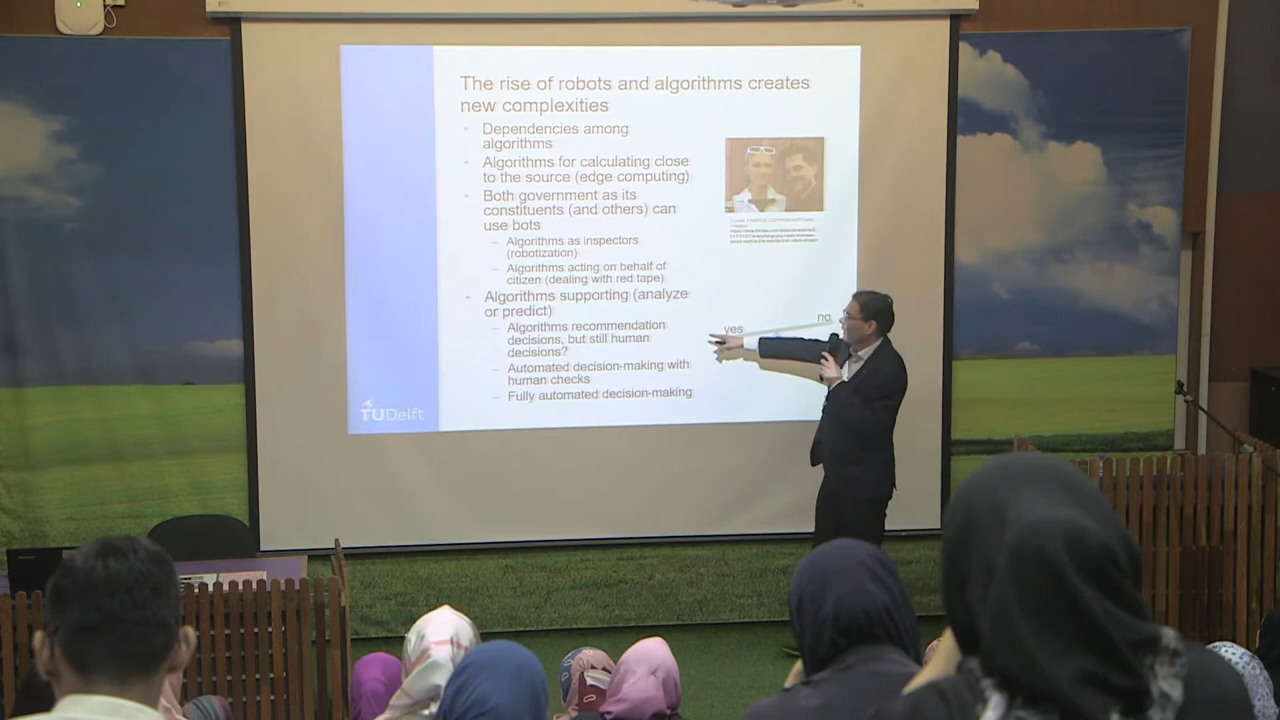 The rise of robots and algorithms creates
new complexities
Dependencies among
algorithms
Algorithms for calculating close
to the source (edge computing)
Both government as its
constituents (and others) can
use bots
Algorithms as inspectors
(robotization)
Algorithms acting on behalf of
citizen (dealing with red tape)
Algorithms supporting (analyze
or predict)
Algorithms recommendation
decisions, but still human
decisions?
Automated decision-making with
human checks
Fully automated decision-making
yes
no
TUDelft